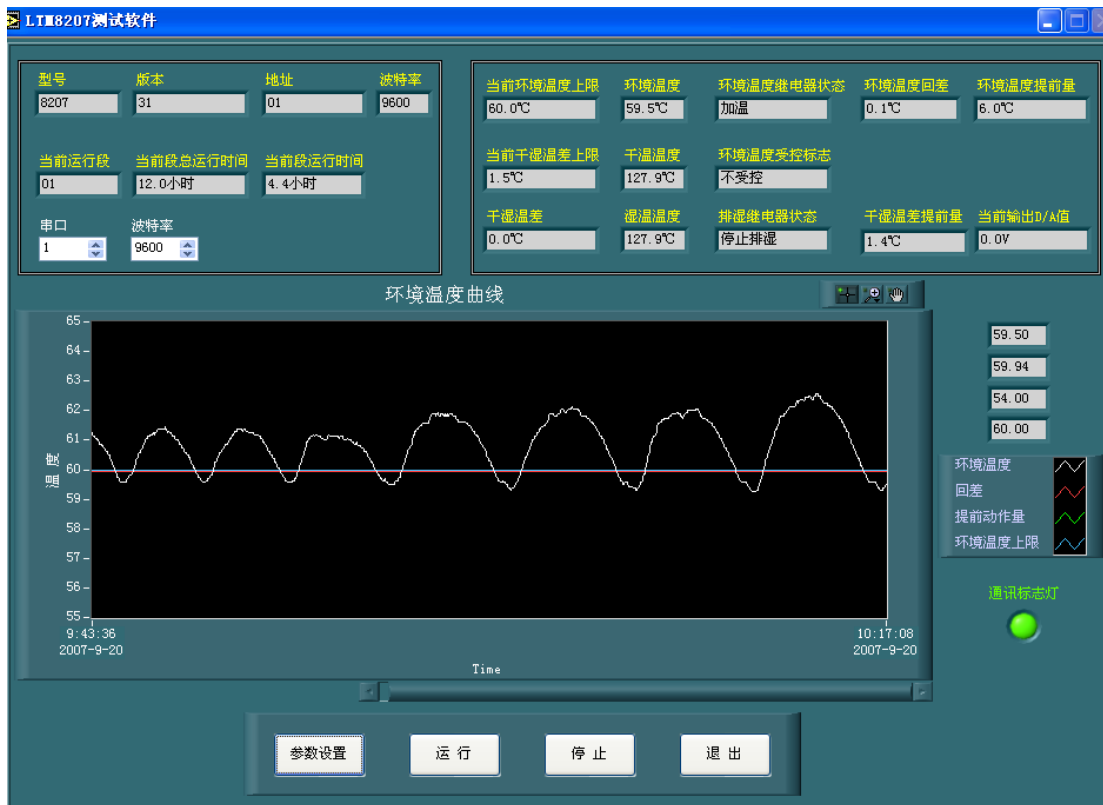 LTM8207测试软件
型号 版本 地址 波特率
8207 31 01 9600
当前运行段 当前段总运行时间 当前段运行时间
01 12.0小时 4.4小时
串口 波特率
1 9600
当前环境温度上限 环境温度 环境温度继电器状态 环境温度回差 环境温度提前量
60.0℃ 59.5℃ 加温 0.1℃ 6.0℃
当前干湿温差上限 干温温度 环境温度受控标志
1.5℃ 127.9℃ 不受控
干湿温差 湿温温度 排湿继电器状态 干湿温差提前量 当前输出D/A值
0.0℃ 127.9℃ 停止排湿 1.4℃ 0.0V
环境温度曲线
65
64
63
62
61
60
59
58
57
56
55
温度
9:43:36
2007-9-20
10:17:08
2007-9-20
Time
59.50
59.94
54.00
60.00
环境温度
回差
提前动作量
环境温度上限
通讯标志灯
参数设置 运 行 停 止 退 出